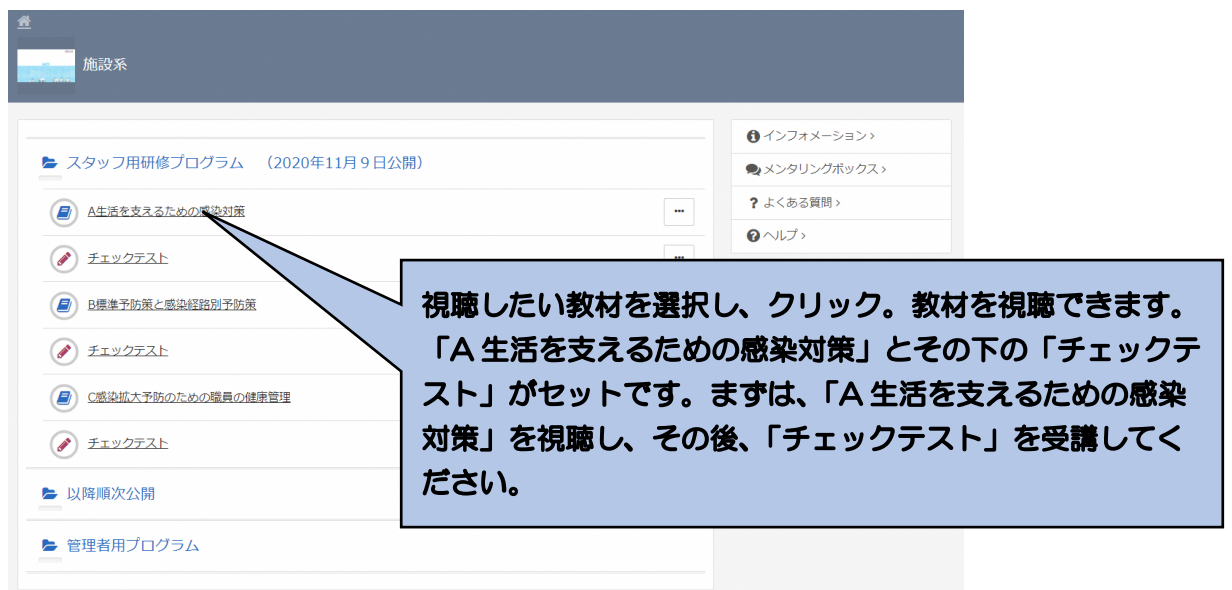 施設系
スタッフ用研修プログラム　（2020年11月９日公開）
A生活を支えるための感染対策
チェックテスト
B標準予防策と感染経路別予防策
チェックテスト
C感染拡大予防のための職員の健康管理
チェックテスト
以降順次公開
管理者用プログラム
インフォメーション›
メンタリングボックス›
? よくある質問›
ヘルプ›
視聴したい教材を選択し、クリック。教材を視聴できます。
「A 生活を支えるための感染対策」とその下の「チェックテ
スト」がセットです。まずは、「A 生活を支えるための感染
対策」を視聴し、その後、「チェックテスト」を受講してく
ださい。